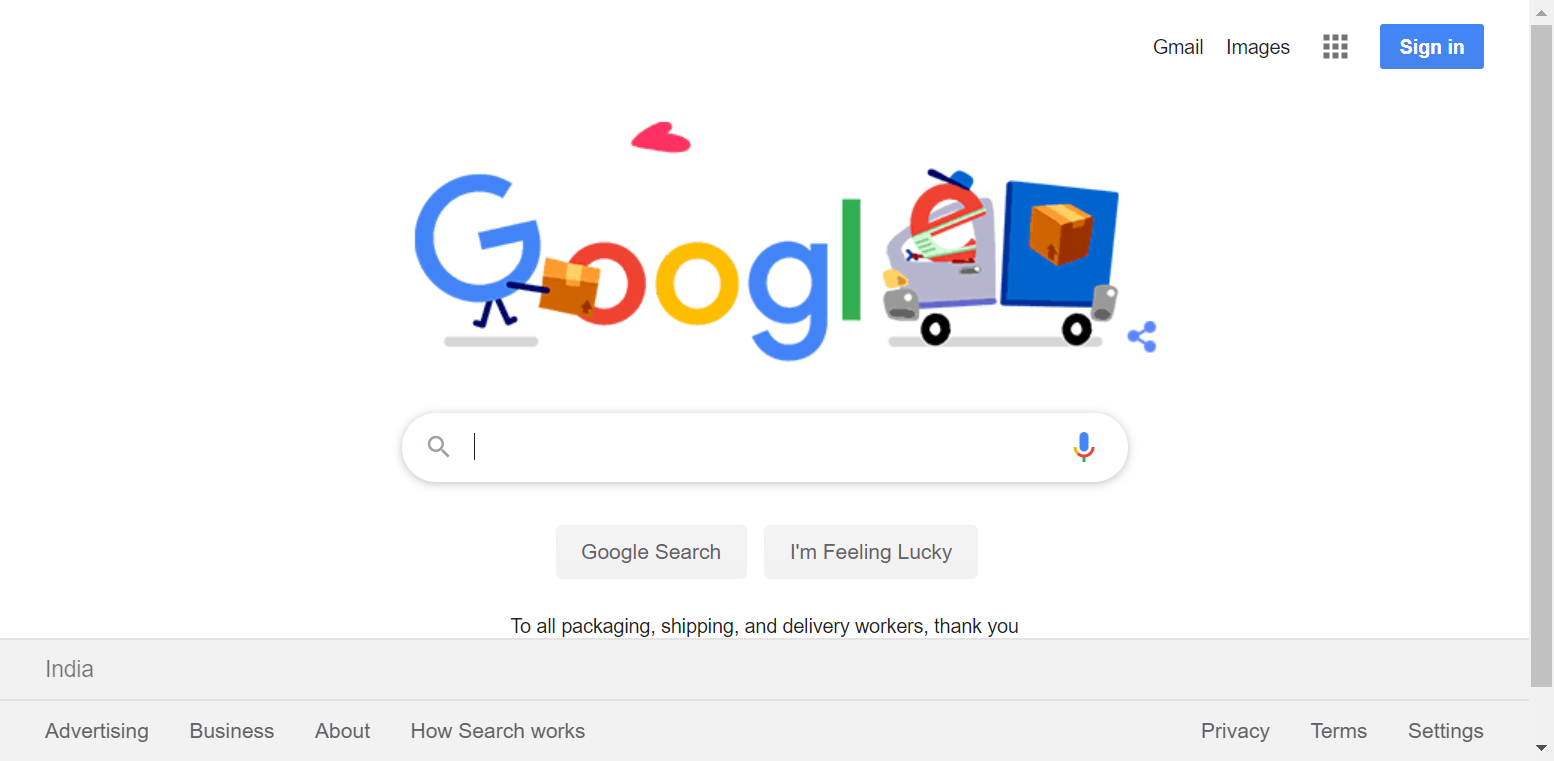 Gmail Images Sign in
Google
Google Search I'm Feeling Lucky
To all packaging, shipping, and delivery workers, thank you
India
Advertising Business About How Search works Privacy Terms Settings